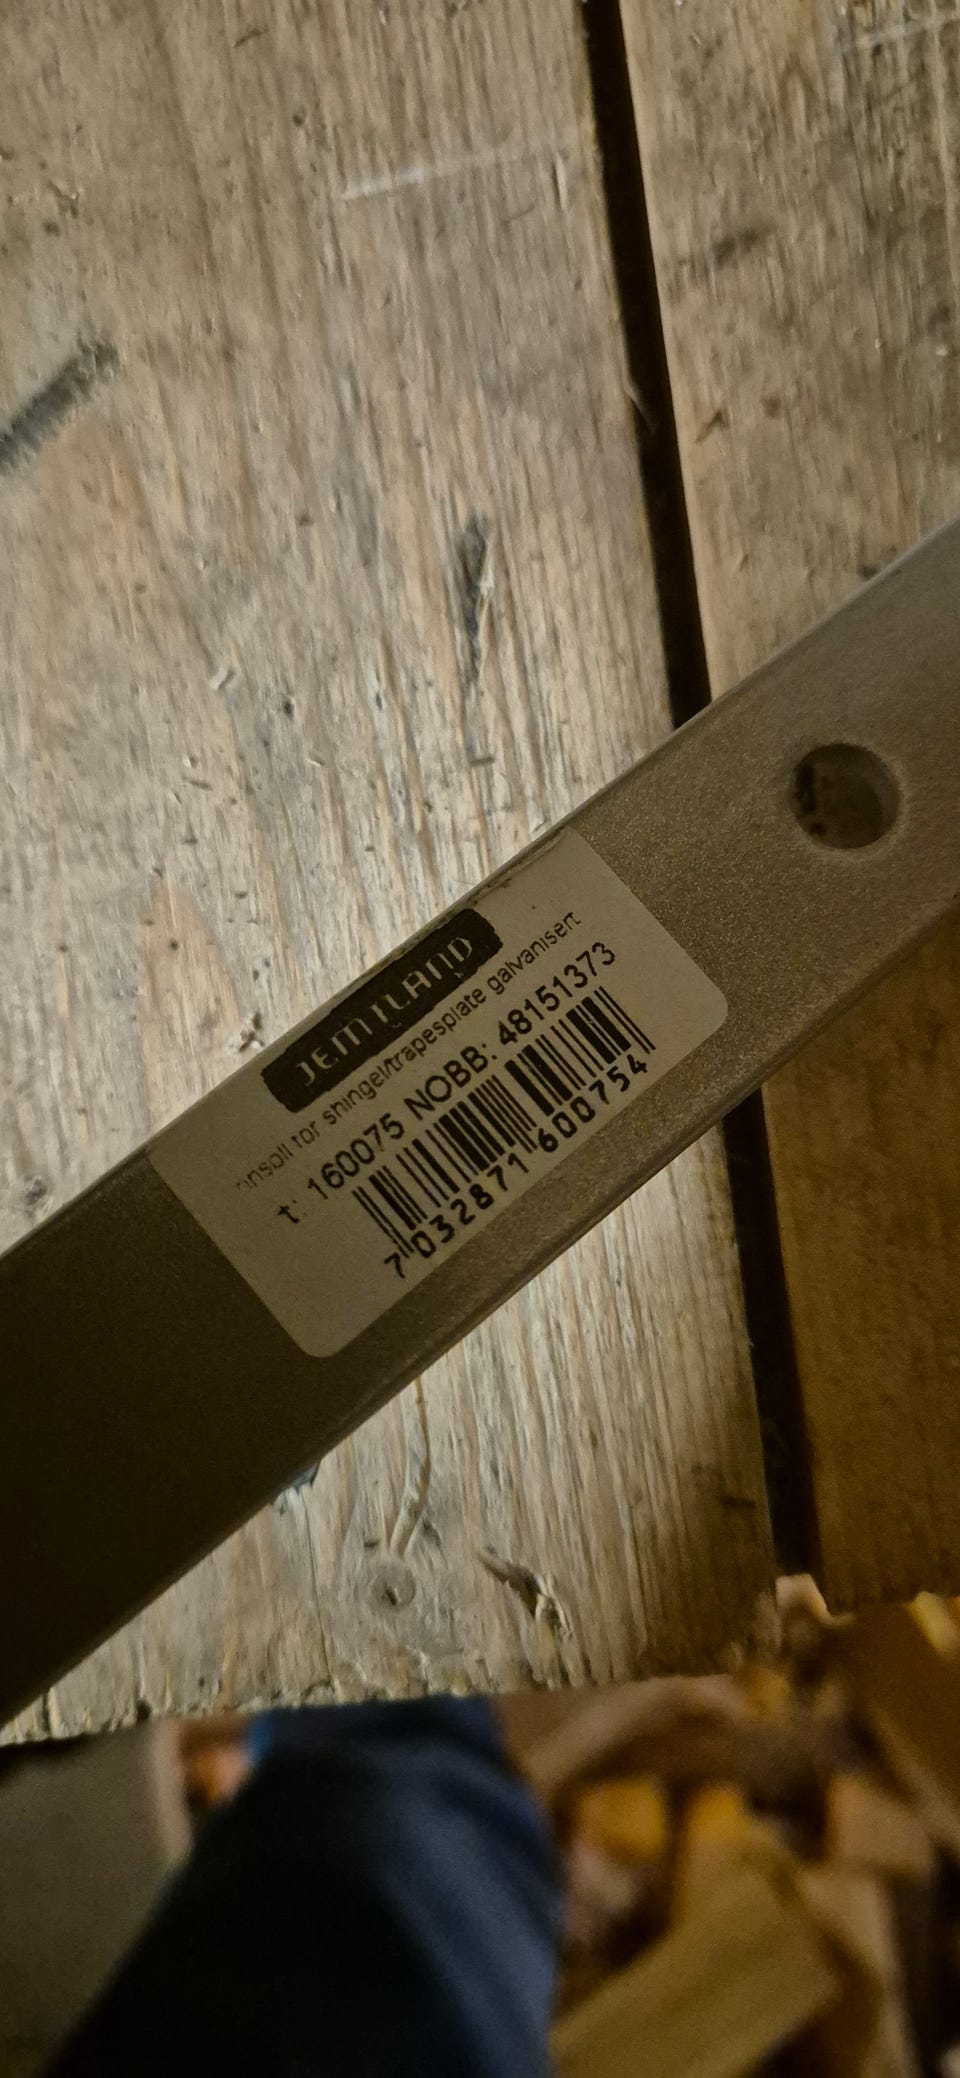 JEMTLAND
onsoll for shingel/trapesplate galvanisert
t: 160075 NOBB: 48151373
7 032871 600754